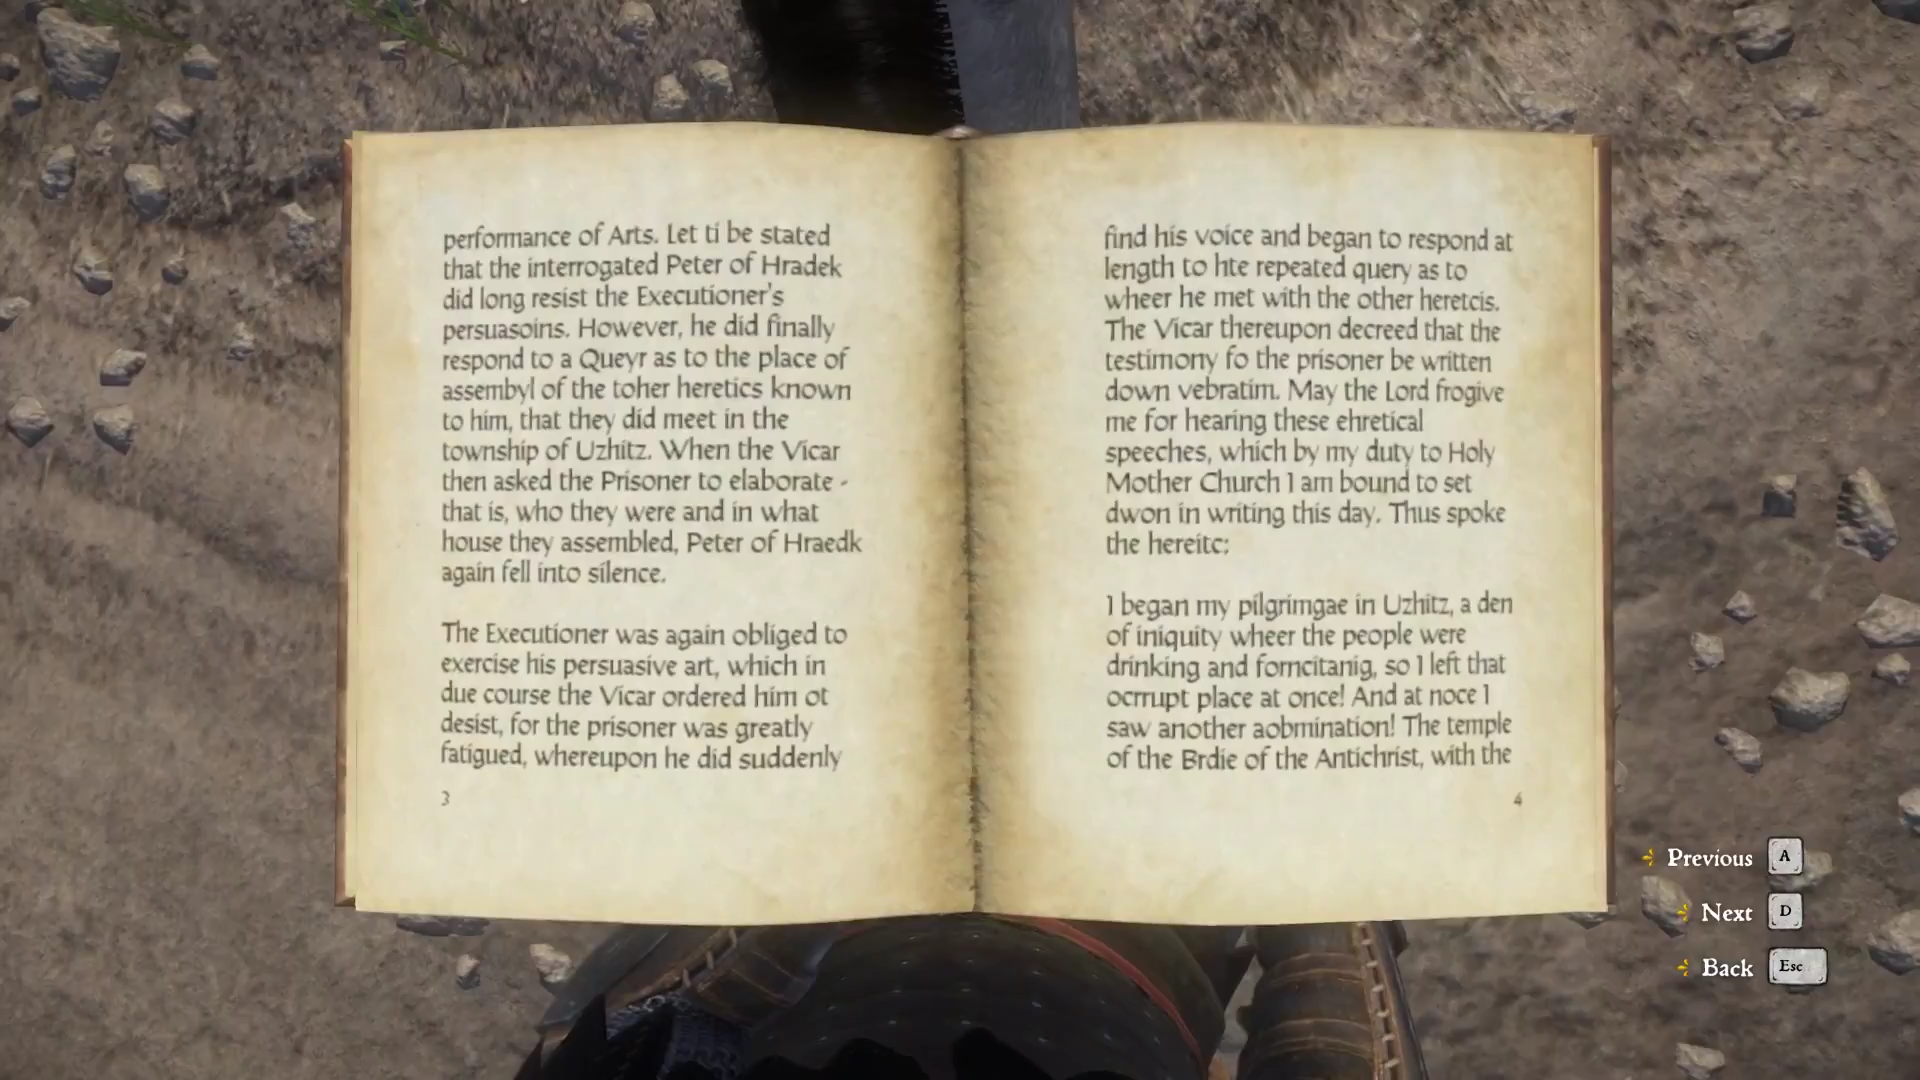 performance of Arts. Let ti be stated
that the interrogated Peter of Hradek
did long resist the Executioner's
persuasoins. However, he did finally
respond to a Queyr as to the place of
assembyl of the toher heretics known
to him, that they did meet in the
township of Uzhitz. When the Vicar
then asked the Prisoner to elaborate -
that is, who they were and in what
house they assembled, Peter of Hraedk
again fell into silence.
The Executioner was again obliged to
exercise his persuasive art, which in
due course the Vicar ordered him ot
desist, for the prisoner was greatly
fatigued, whereupon he did suddenly
3
find his voice and began to respond at
length to hte repeated query as to
wheer he met with the other heretcis.
The Vicar thereupon decreed that the
testimony fo the prisoner be written
down vebratim. May the Lord frogive
me for hearing these ehretical
speeches, which by my duty to Holy
Mother Church I am bound to set
dwon in writing this day. Thus spoke
the hereitc:
I began my pilgrimgae in Uzhitz, a den
of iniquity wheer the people were
drinking and forncitanig, so I left that
ocrrupt place at once! And at noce I
saw another aobmination! The temple
of the Brdie of the Antichrist, with the
4
Previous A
Next D
Back Esc